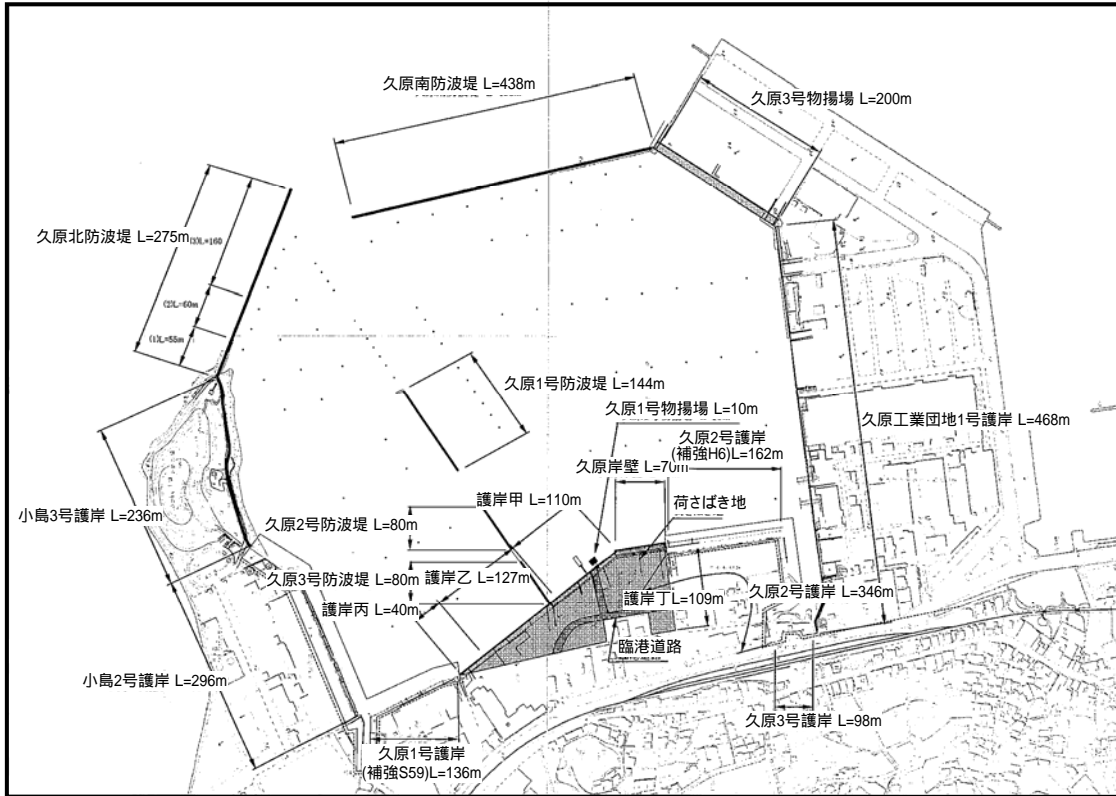 久原南防波堤 L=438m
久原3号物揚場 L=200m
久原北防波堤 L=275m
(3)L=160
(2)L=60m
(1)L=55m
久原1号防波堤 L=144m
久原1号物揚場 L=10m
久原2号護岸
(補強H6)L=162m
久原工業団地1号護岸 L=468m
久原岸壁 L=70m
護岸甲 L=110m
荷さばき地
小島3号護岸 L=236m
久原2号防波堤 L=80m
久原3号防波堤 L=80m
護岸乙 L=127m
護岸丙 L=40m
護岸丁L=109m
久原2号護岸 L=346m
臨港道路
小島2号護岸 L=296m
久原3号護岸 L=98m
久原1号護岸
(補強S59)L=136m